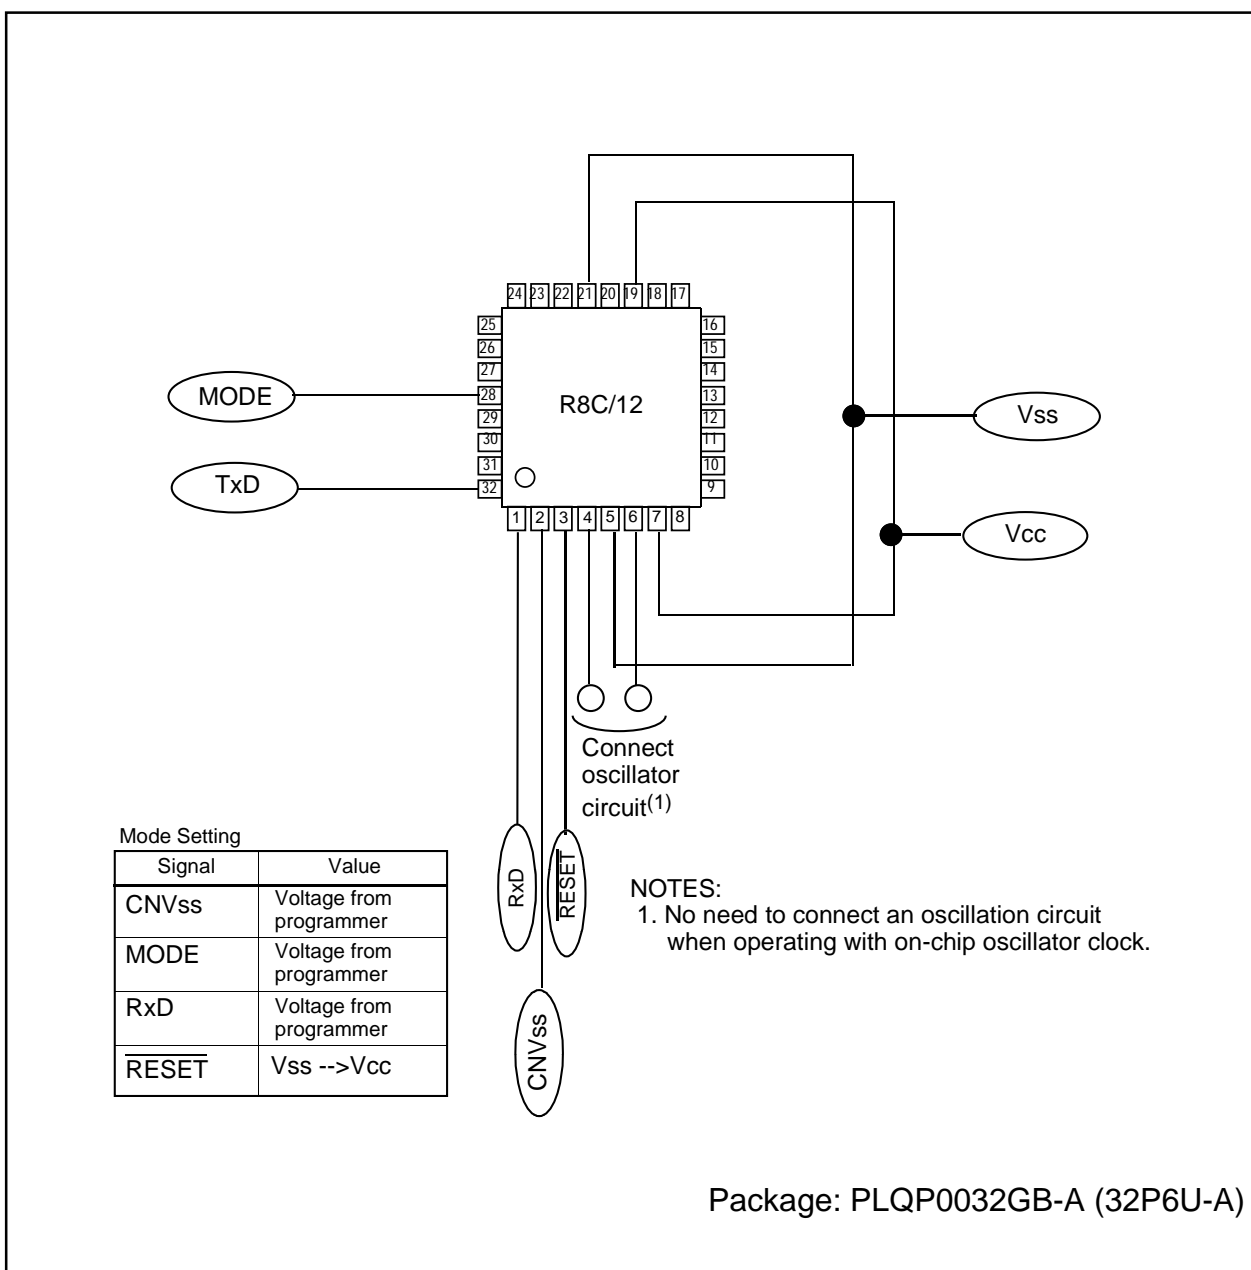 24 23 22 21 20 19 18 17
25
26
27
28
29
30
31
32
16
15
14
13
12
11
10
9
R8C/12
MODE
TxD
Vss
Vcc
1 2 3 4 5 6 7 8
Connect
oscillator
circuit(1)
RxD
RESET
CNVss
Mode Setting
Signal Value
CNVss Voltage from
programmer
MODE Voltage from
programmer
RxD Voltage from
programmer
RESET Vss -->Vcc
NOTES:
1. No need to connect an oscillation circuit
when operating with on-chip oscillator clock.
Package: PLQP0032GB-A (32P6U-A)